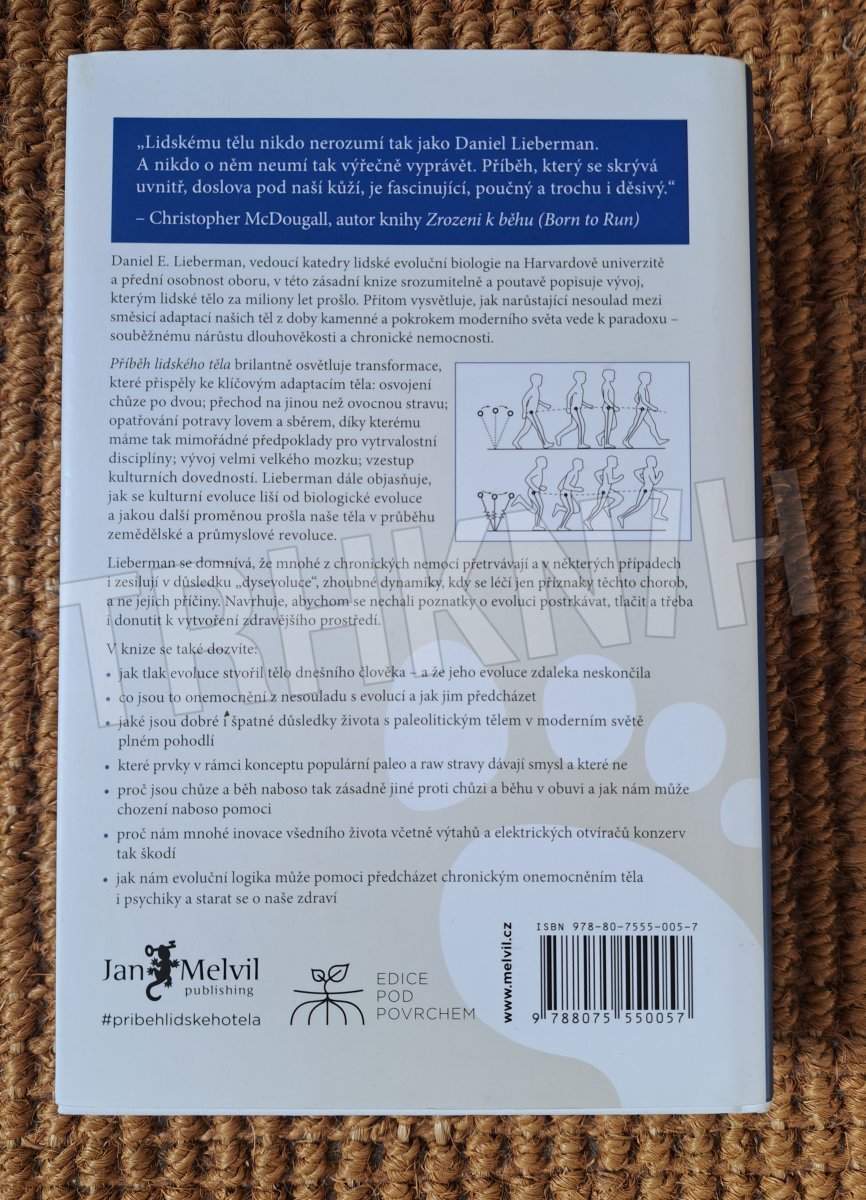 „Lidskému tělu nikdo nerozumí tak jako Daniel Lieberman.
A nikdo o něm neumí tak výřečně vyprávět. Příběh, který se skrývá
uvnitř, doslova pod naší kůží, je fascinující, poučný a trochu i děsivý.“
– Christopher McDougall, autor knihy Zrozeni k běhu (Born to Run)
Daniel E. Lieberman, vedoucí katedry lidské evoluční biologie na Harvardově univerzitě
a přední osobnost oboru, v této zásadní knize srozumitelně a poutavě popisuje vývoj,
kterým lidské tělo za miliony let prošlo. Přitom vysvětluje, jak narůstající nesoulad mezi
směsicí adaptací našich těl z doby kamenné a pokrokem moderního světa vede k paradoxu –
souběžnému nárůstu dlouhověkosti a chronické nemocnosti.
Příběh lidského těla brilantně osvětluje transformace,
které přispěly ke klíčovým adaptacím těla: osvojení
chůze po dvou; přechod na jinou než ovocnou stravu;
opatřování potravy lovem a sběrem, díky kterému
máme tak mimořádné předpoklady pro vytrvalostní
disciplíny; vývoj velmi velkého mozku; vzestup
kulturních dovedností. Lieberman dále objasňuje,
jak se kulturní evoluce liší od biologické evoluce
a jakou další proměnou prošla naše těla v průběhu
zemědělské a průmyslové revoluce.
Lieberman se domnívá, že mnohé z chronických nemocí přetrvávají a v některých případech
i zesilují v důsledku „dysevoluce“, zhoubné dynamiky, kdy se léčí jen příznaky těchto chorob,
a ne jejich příčiny. Navrhuje, abychom se nechali poznatky o evoluci postrkávat, tlačit a třeba
i donutit k vytvoření zdravějšího prostředí.
V knize se také dozvíte:
• jak tlak evoluce stvořil tělo dnešního člověka – a že jeho evoluce zdaleka neskončila
• co jsou to onemocnění z nesouladu s evolucí a jak jim předcházet
• jaké jsou dobré i špatné důsledky života s paleolitickým tělem v moderním světě
plném pohodlí
• které prvky v rámci konceptu populární paleo a raw stravy dávají smysl a které ne
• proč jsou chůze a běh naboso tak zásadně jiné proti chůzi a běhu v obuvi a jak nám může
chození naboso pomoci
• proč nám mnohé inovace všedního života včetně výtahů a elektrických otvíračů konzerv
tak škodí
• jak nám evoluční logika může pomoci předcházet chronickým onemocněním těla
i psychiky a starat se o naše zdraví
Jan Melvil
publishing
#pribehlidskehotela
EDICE
POD
POVRCHEM
www.melvil.cz
ISBN 978-80-7555-005-7
9 788075 550057
TRHKNIH